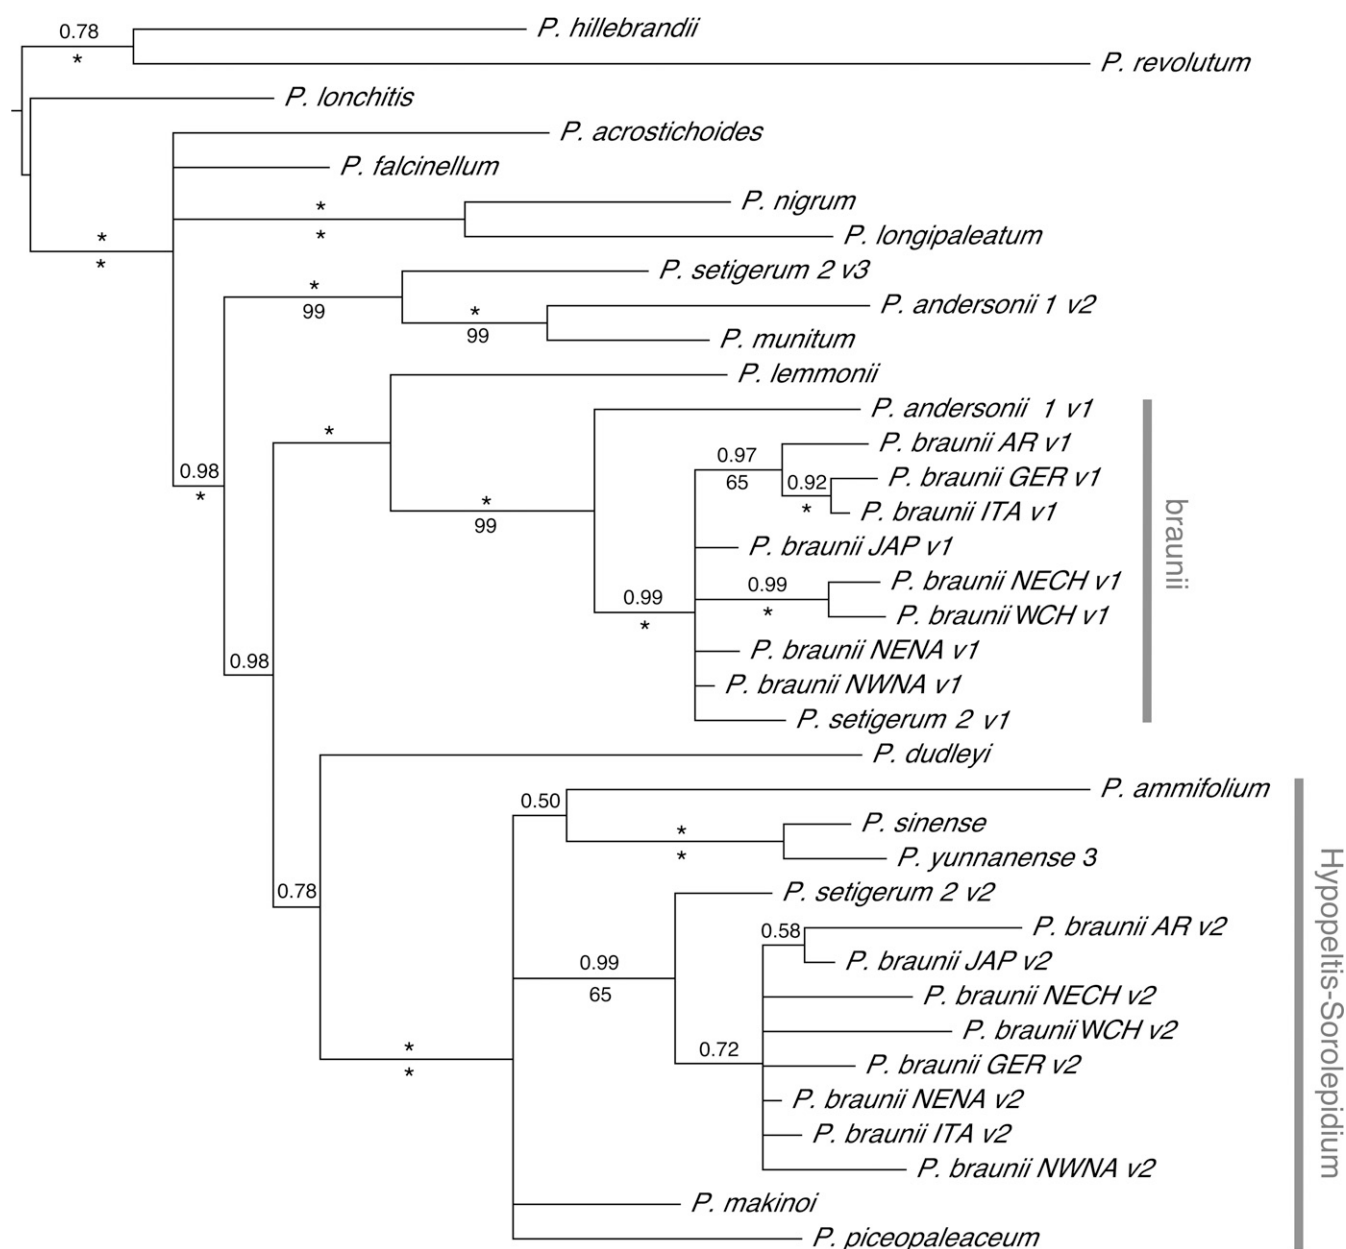 0.78
P. hillebrandii
*
P. revolutum
P. lonchitis
P. acrostichoides
P. falcinellum
*
P. nigrum
*
P. longipaleatum
*
*
P. setigerum 2 v3
*
99
P. andersonii 1 v2
*
99
P. munitum
P. lemmonii
*
P. andersonii 1 v1
P. braunii AR v1
0.97
65
P. braunii GER v1
0.92
*
P. braunii ITA v1
0.98
*
*
99
P. braunii JAP v1
P. braunii NECH v1
0.99
*
P. braunii WCH v1
0.99
*
P. braunii NENA v1
0.98
P. braunii NWNA v1
P. setigerum 2 v1
braunii
P. dudleyi
P. ammifolium
0.50
P. sinense
*
*
P. yunnanense 3
0.78
P. setigerum 2 v2
P. braunii AR v2
0.58
P. braunii JAP v2
0.99
65
P. braunii NECH v2
P. braunii WCH v2
0.72
*
*
P. braunii GER v2
P. braunii NENA v2
P. braunii ITA v2
P. braunii NWNA v2
P. makinoi
P. piceopaleaceum
Hypopeltis-Sorolepidium